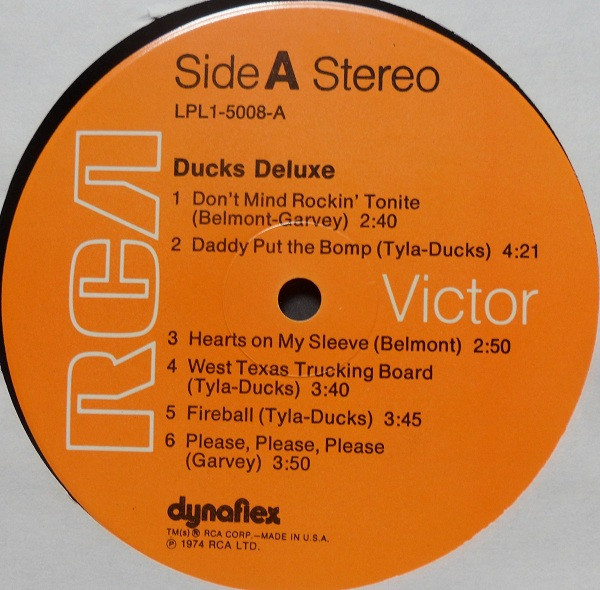 Side A Stereo
LPL1-5008-A
RCA
Ducks Deluxe
1 Don't Mind Rockin' Tonite
(Belmont-Garvey) 2:40
2 Daddy Put the Bomp (Tyla-Ducks) 4:21
Victor
3 Hearts on My Sleeve (Belmont) 2:50
4 West Texas Trucking Board
(Tyla-Ducks) 3:40
5 Fireball (Tyla-Ducks) 3:45
6 Please, Please, Please
(Garvey) 3:50
dynaflex
TM(s) ® RCA CORP.—MADE IN U.S.A.
℗ 1974 RCA LTD.